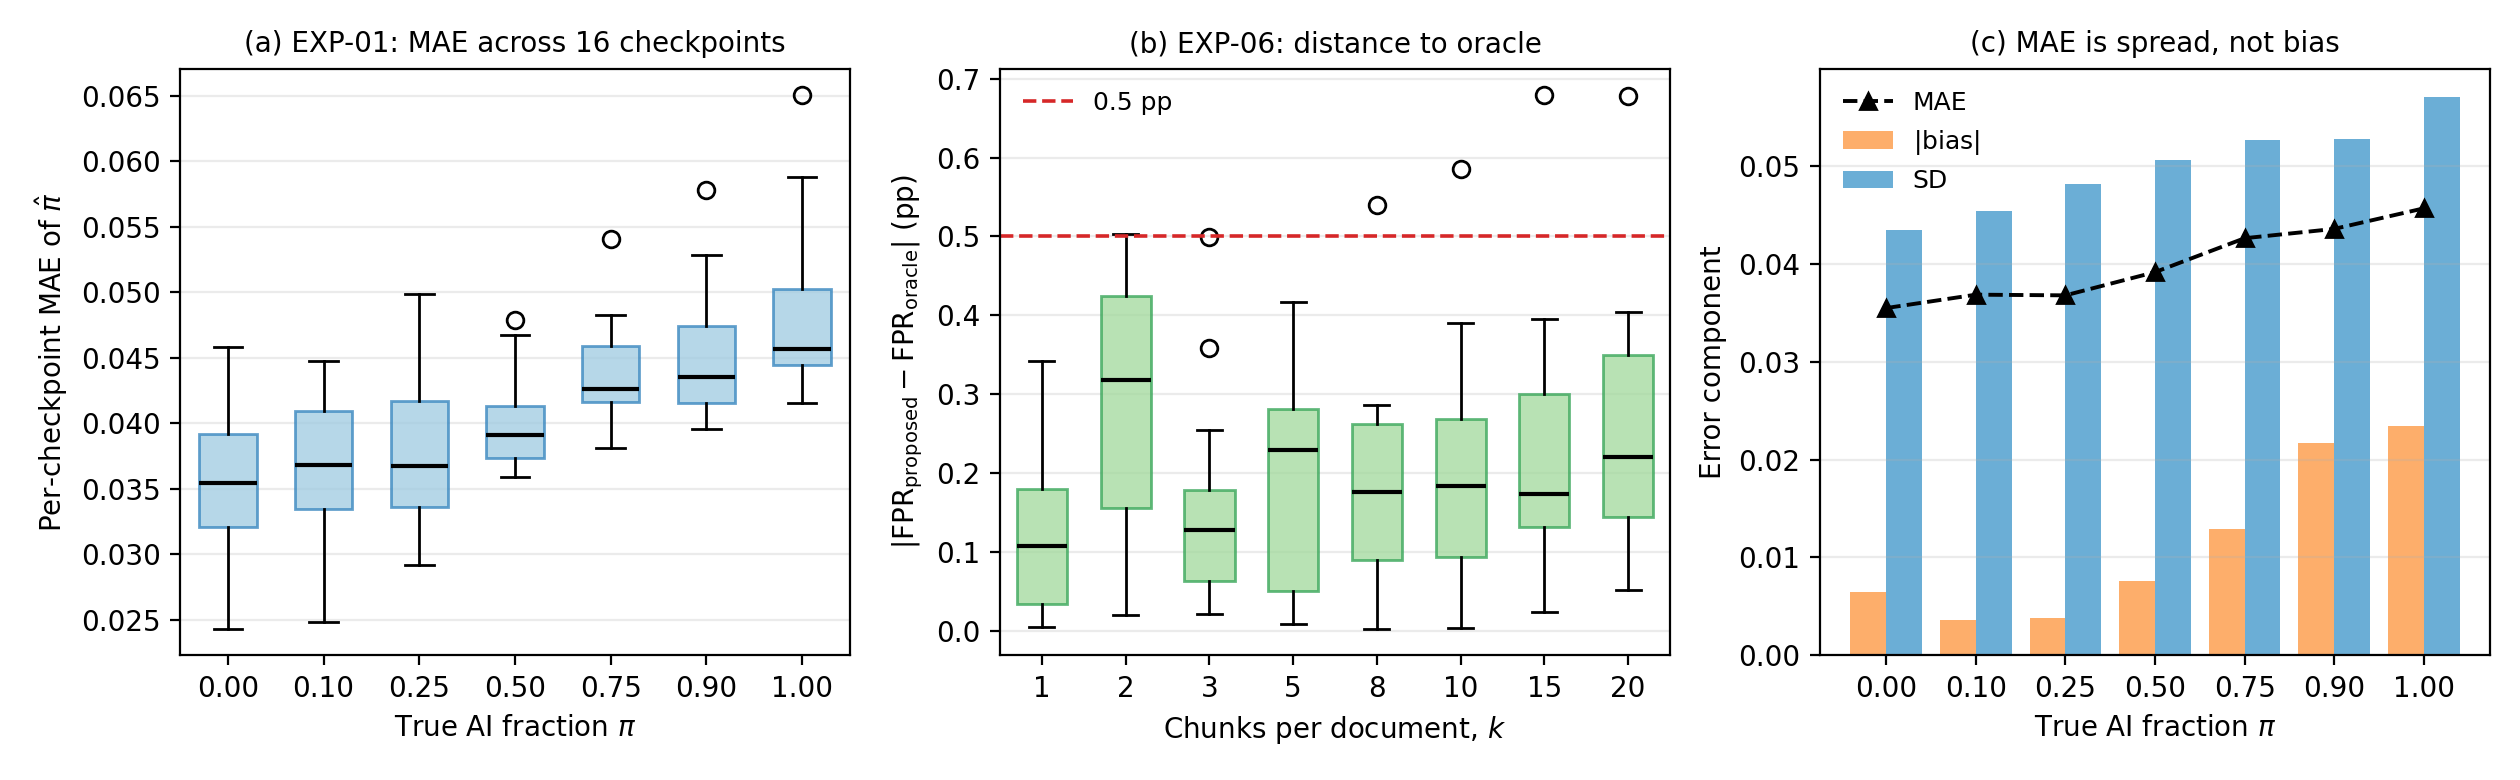 (a) EXP-01: MAE across 16 checkpoints
Per-checkpoint MAE of π̂
0.065
0.060
0.055
0.050
0.045
0.040
0.035
0.030
0.025
0.00 0.10 0.25 0.50 0.75 0.90 1.00
True AI fraction π
(b) EXP-06: distance to oracle
|FPRproposed − FPRoracle| (pp)
0.7
0.6
0.5
0.4
0.3
0.2
0.1
0.0
0.5 pp
1 2 3 5 8 10 15 20
Chunks per document, k
(c) MAE is spread, not bias
Error component
0.05
0.04
0.03
0.02
0.01
0.00
MAE
|bias|
SD
0.00 0.10 0.25 0.50 0.75 0.90 1.00
True AI fraction π